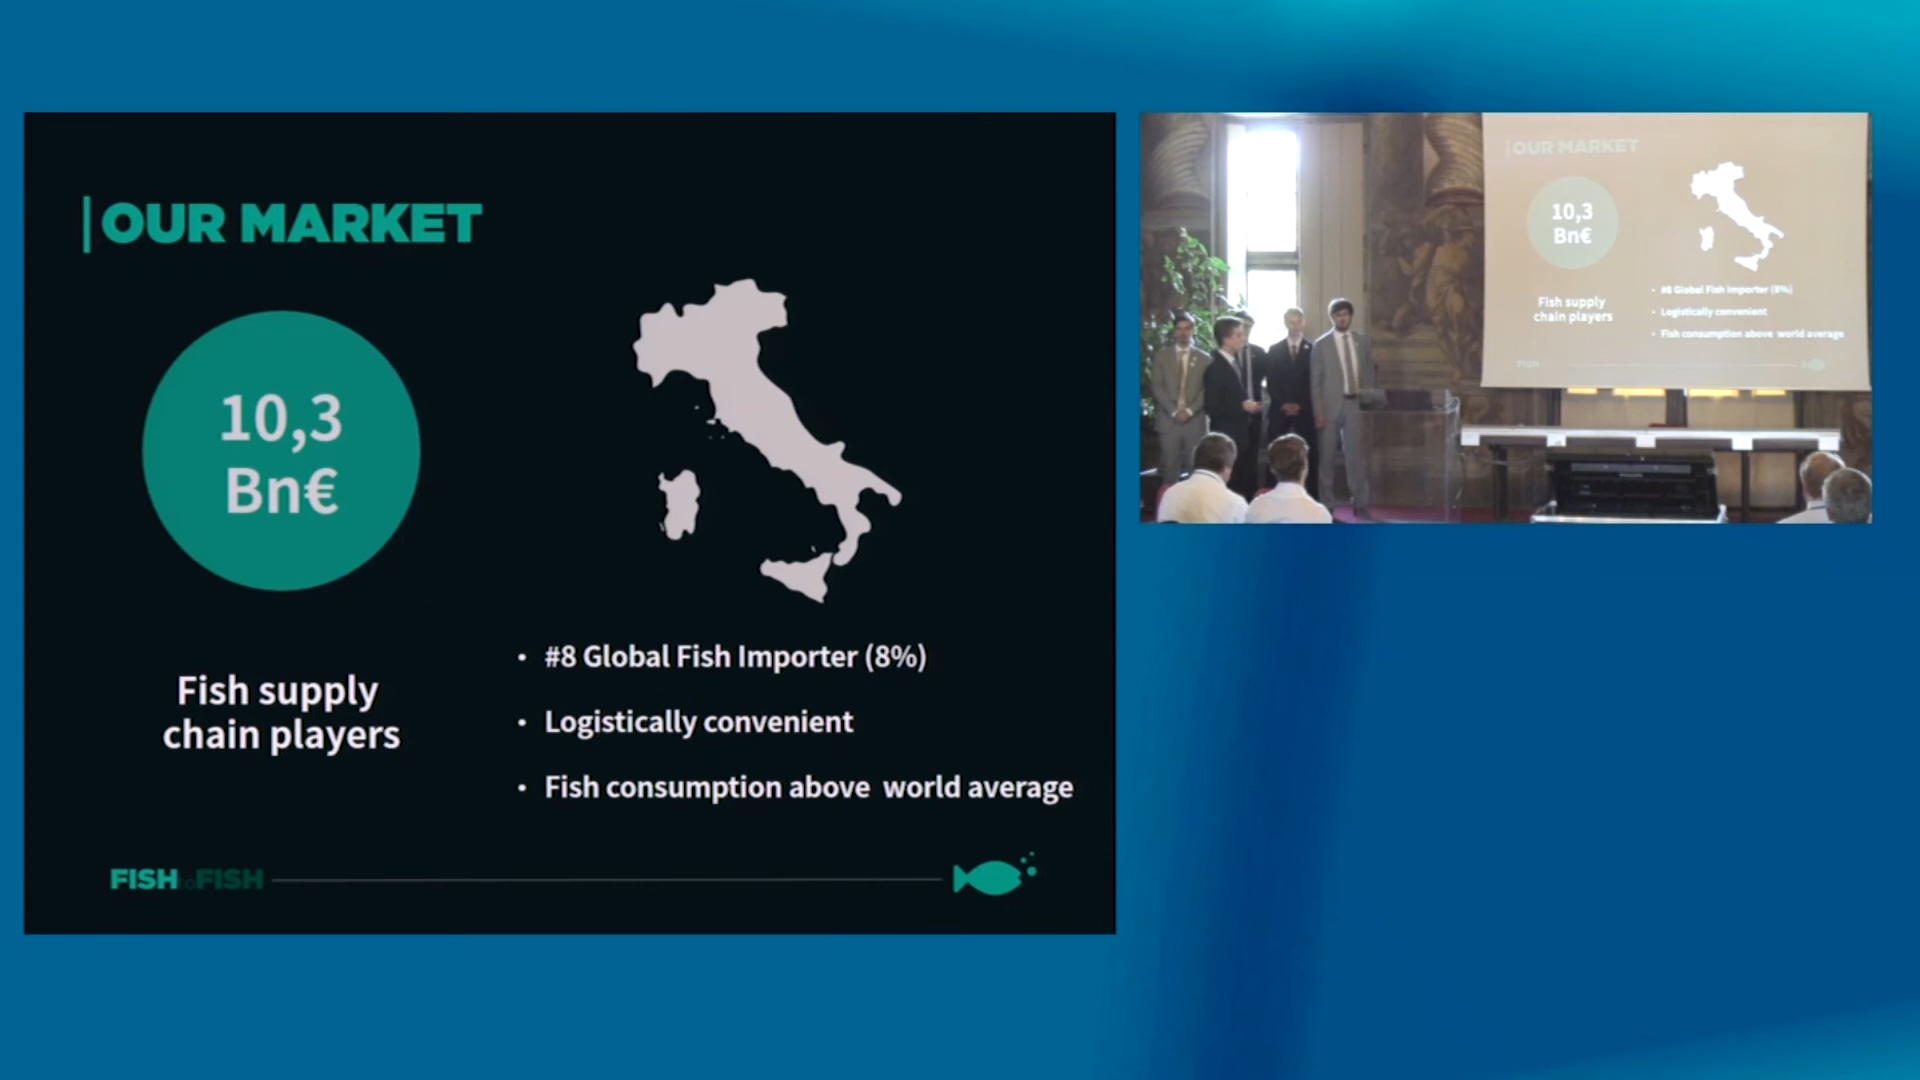 OUR MARKET
10,3
Bn€
Fish supply
chain players
• #8 Global Fish Importer (8%)
• Logistically convenient
• Fish consumption above world average
FISHtoFISH
OUR MARKET
10,3
Bn€
Fish supply
chain players
• #8 Global Fish Importer (8%)
• Logistically convenient
• Fish consumption above world average
FISH